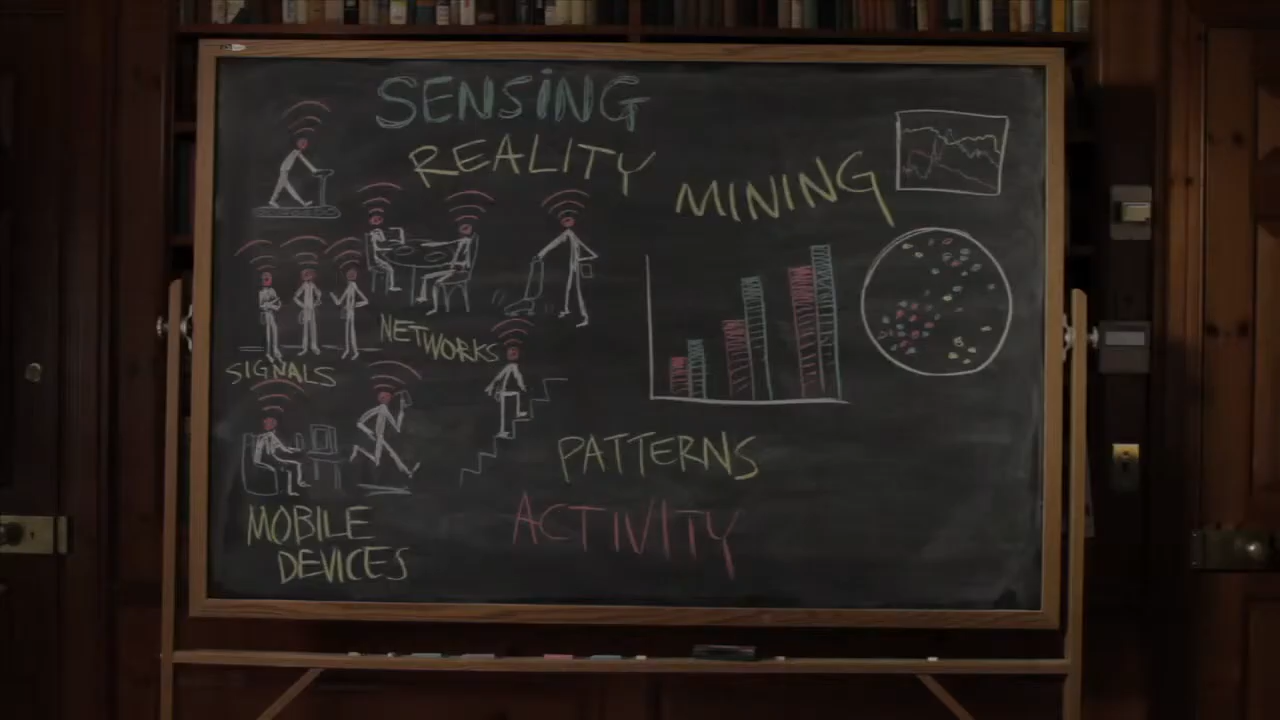 SENSING
REALITY
MINING
NETWORKS
SIGNALS
PATTERNS
ACTIVITY
MOBILE
DEVICES